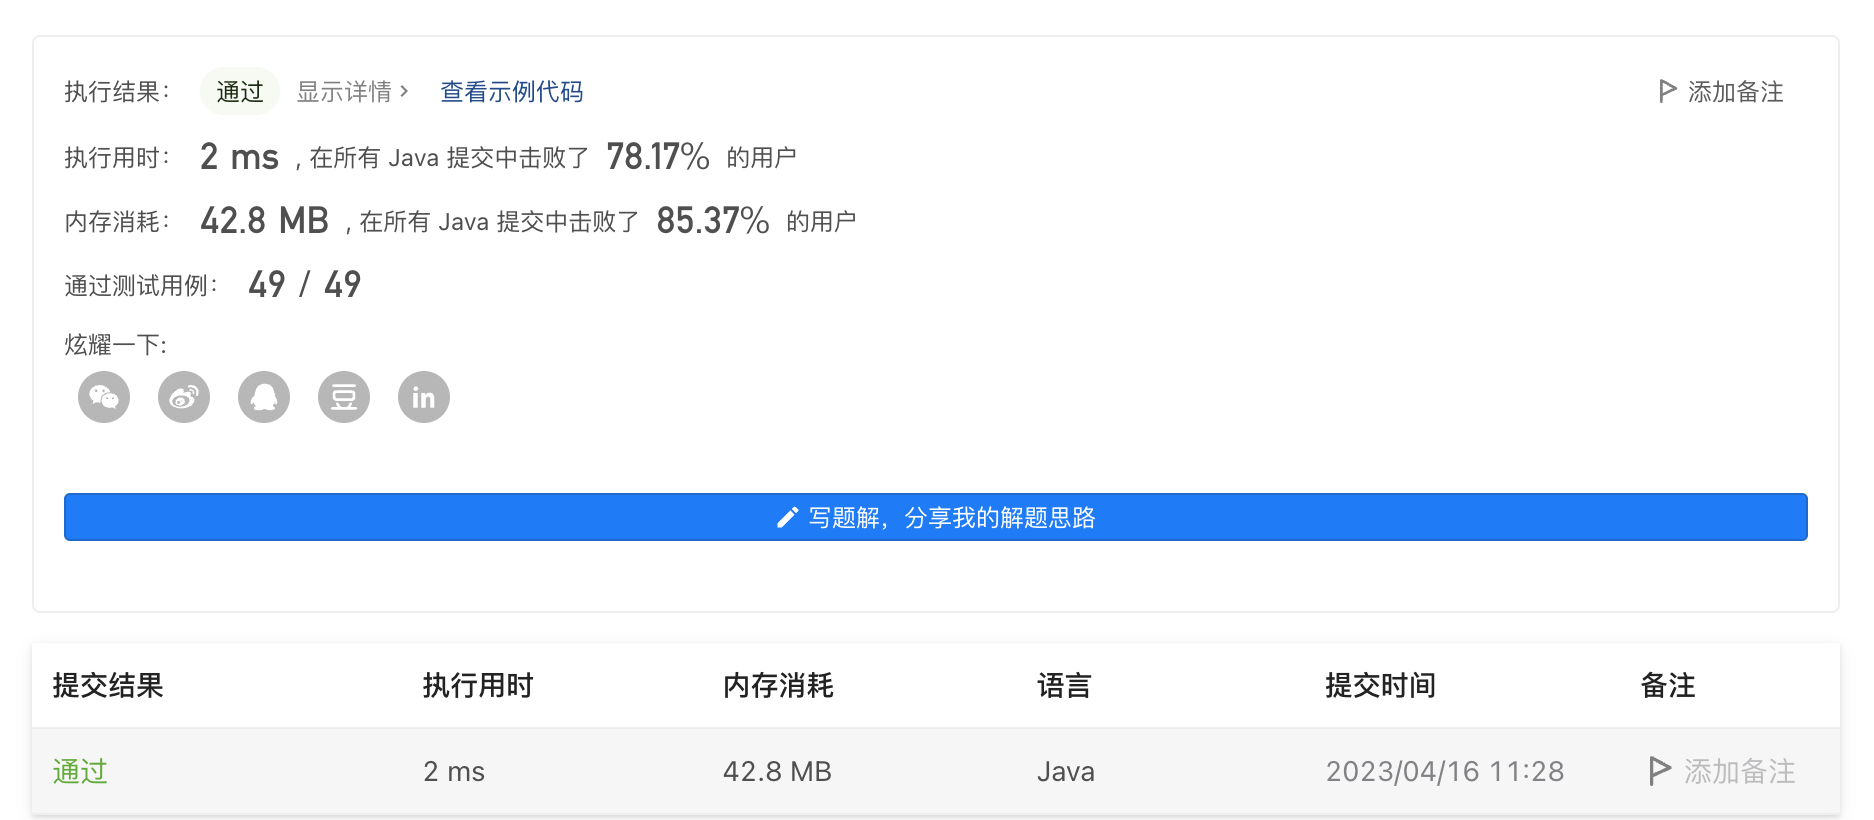 执行结果： 通过 显示详情 › 查看示例代码 添加备注
执行用时： 2 ms , 在所有 Java 提交中击败了 78.17% 的用户
内存消耗： 42.8 MB , 在所有 Java 提交中击败了 85.37% 的用户
通过测试用例： 49 / 49
炫耀一下:
豆 in
写题解，分享我的解题思路
提交结果 执行用时 内存消耗 语言 提交时间 备注
通过 2 ms 42.8 MB Java 2023/04/16 11:28 添加备注